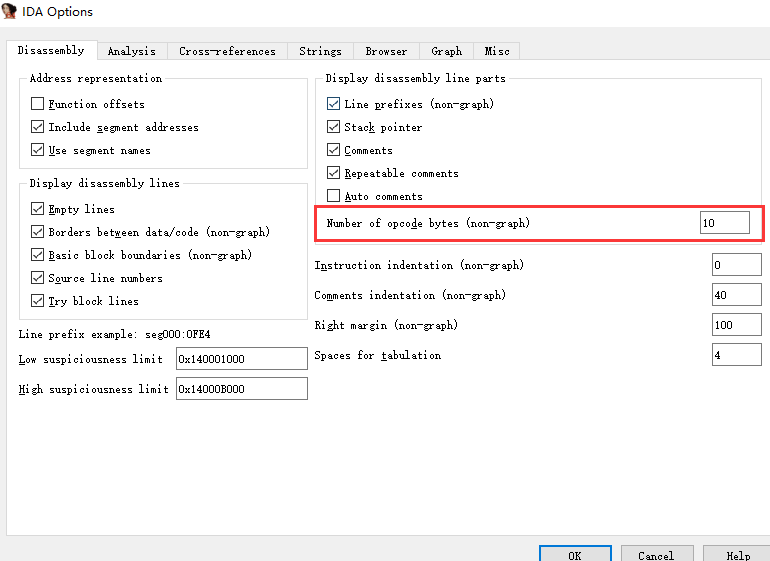 IDA Options
Disassembly Analysis Cross-references Strings Browser Graph Misc
Address representation
Function offsets
Include segment addresses
Use segment names
Display disassembly lines
Empty lines
Borders between data/code (non-graph)
Basic block boundaries (non-graph)
Source line numbers
Try block lines
Line prefix example: seg000:0FE4
Low suspiciousness limit 0x140001000
High suspiciousness limit 0x14000B000
Display disassembly line parts
Line prefixes (non-graph)
Stack pointer
Comments
Repeatable comments
Auto comments
Number of opcode bytes (non-graph) 10
Instruction indentation (non-graph) 0
Comments indentation (non-graph) 40
Right margin (non-graph) 100
Spaces for tabulation 4
OK Cancel Help